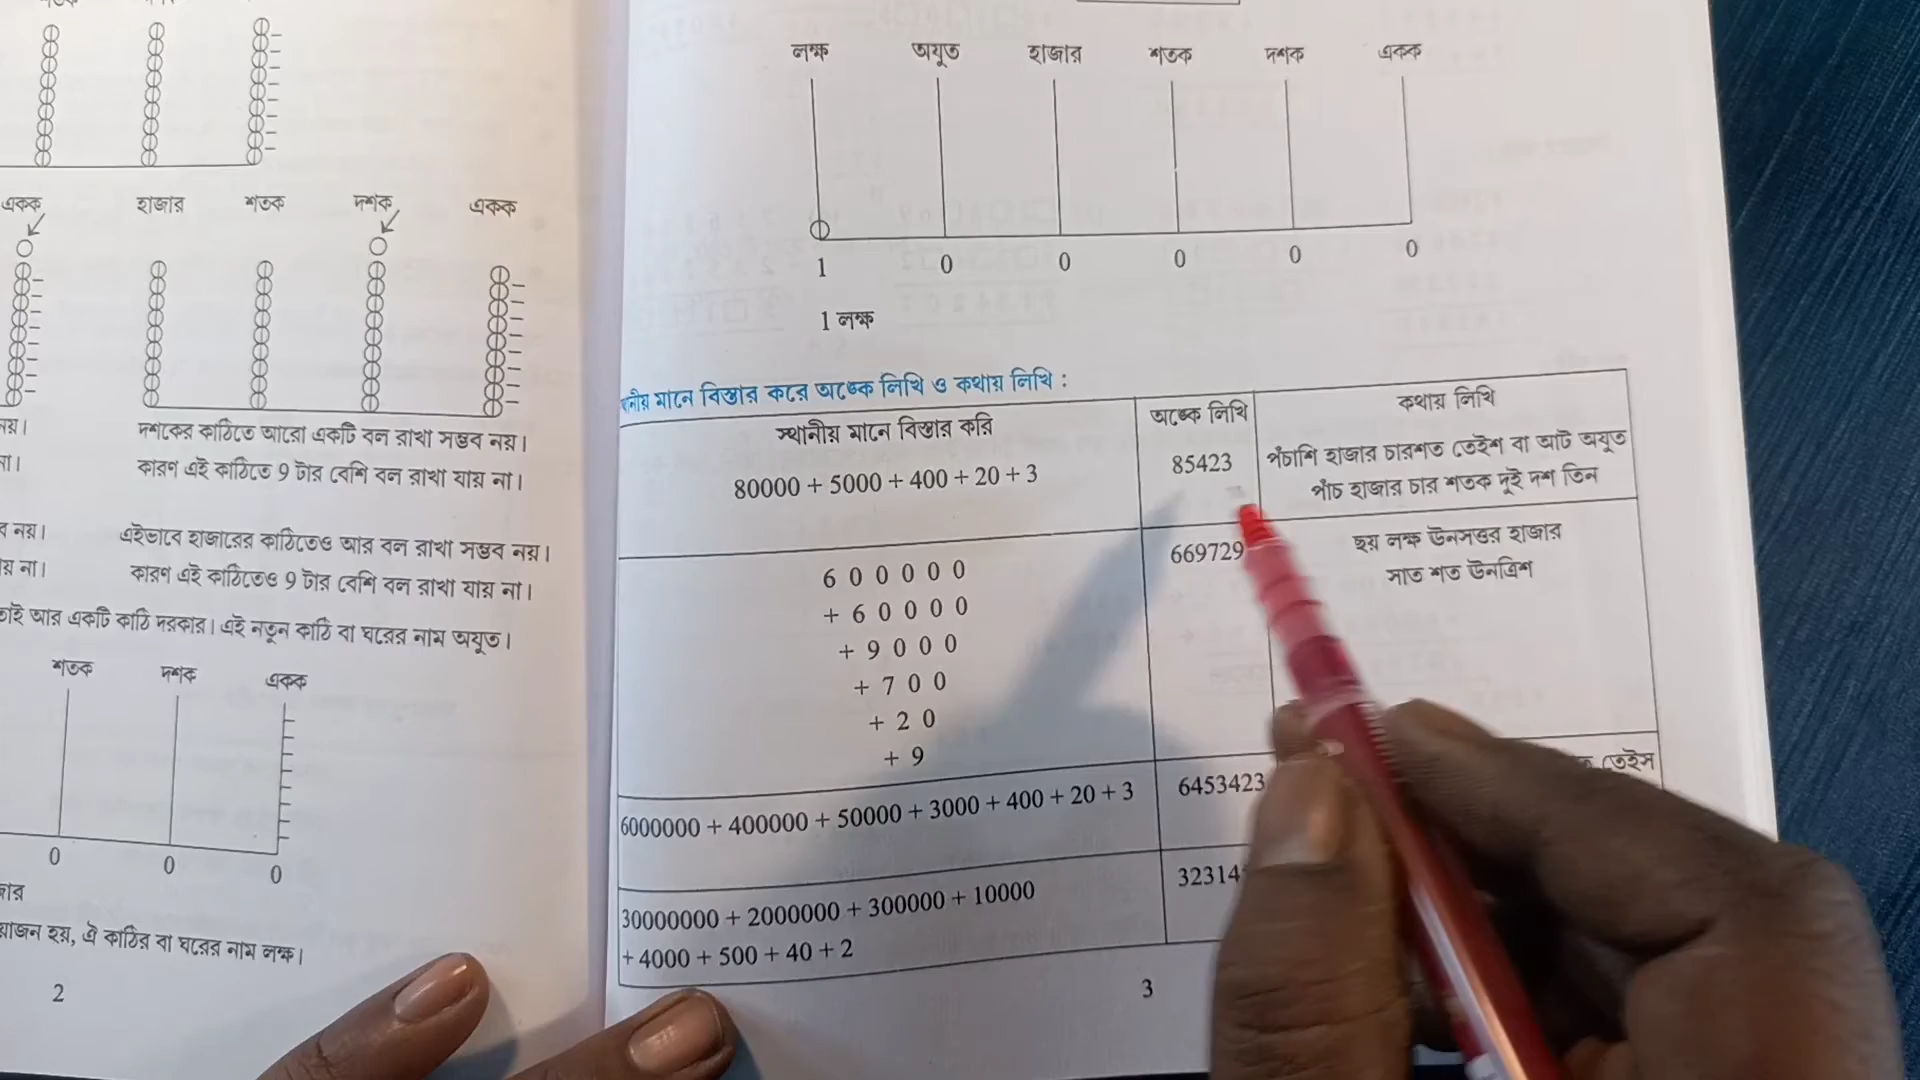 একক
হাজার শতক দশক একক
দশকের কাঠিতে আরো একটি বল রাখা সম্ভব নয়।
কারণ এই কাঠিতে 9 টার বেশি বল রাখা যায় না।
নয়।
এইভাবে হাজারের কাঠিতেও আর বল রাখা সম্ভব নয়।
কারণ এই কাঠিতেও 9 টার বেশি বল রাখা যায় না।
আর একটি কাঠি দরকার। এই নতুন কাঠি বা ঘরের নাম অযুত।
শতক দশক একক
0 0 0
হয়, ঐ কাঠির বা ঘরের নাম লক্ষ।
2
লক্ষ অযুত হাজার শতক দশক একক
1 0 0 0 0 0
1 লক্ষ
মানে বিস্তার করে অঙ্কে লিখি ও কথায় লিখি :
স্থানীয় মানে বিস্তার করি অঙ্কে লিখি কথায় লিখি
80000 + 5000 + 400 + 20 + 3 85423 পঁচাশি হাজার চারশত তেইশ বা আট অযুত
পাঁচ হাজার চার শতক দুই দশ তিন
6 0 0 0 0 0 669729 ছয় লক্ষ ঊনসত্তর হাজার
+ 6 0 0 0 0 সাত শত ঊনত্রিশ
+ 9 0 0 0
+ 7 0 0
+ 2 0
+ 9
6000000 + 400000 + 50000 + 3000 + 400 + 20 + 3 6453423 তেইস
30000000 + 2000000 + 300000 + 10000 32314
+ 4000 + 500 + 40 + 2
3